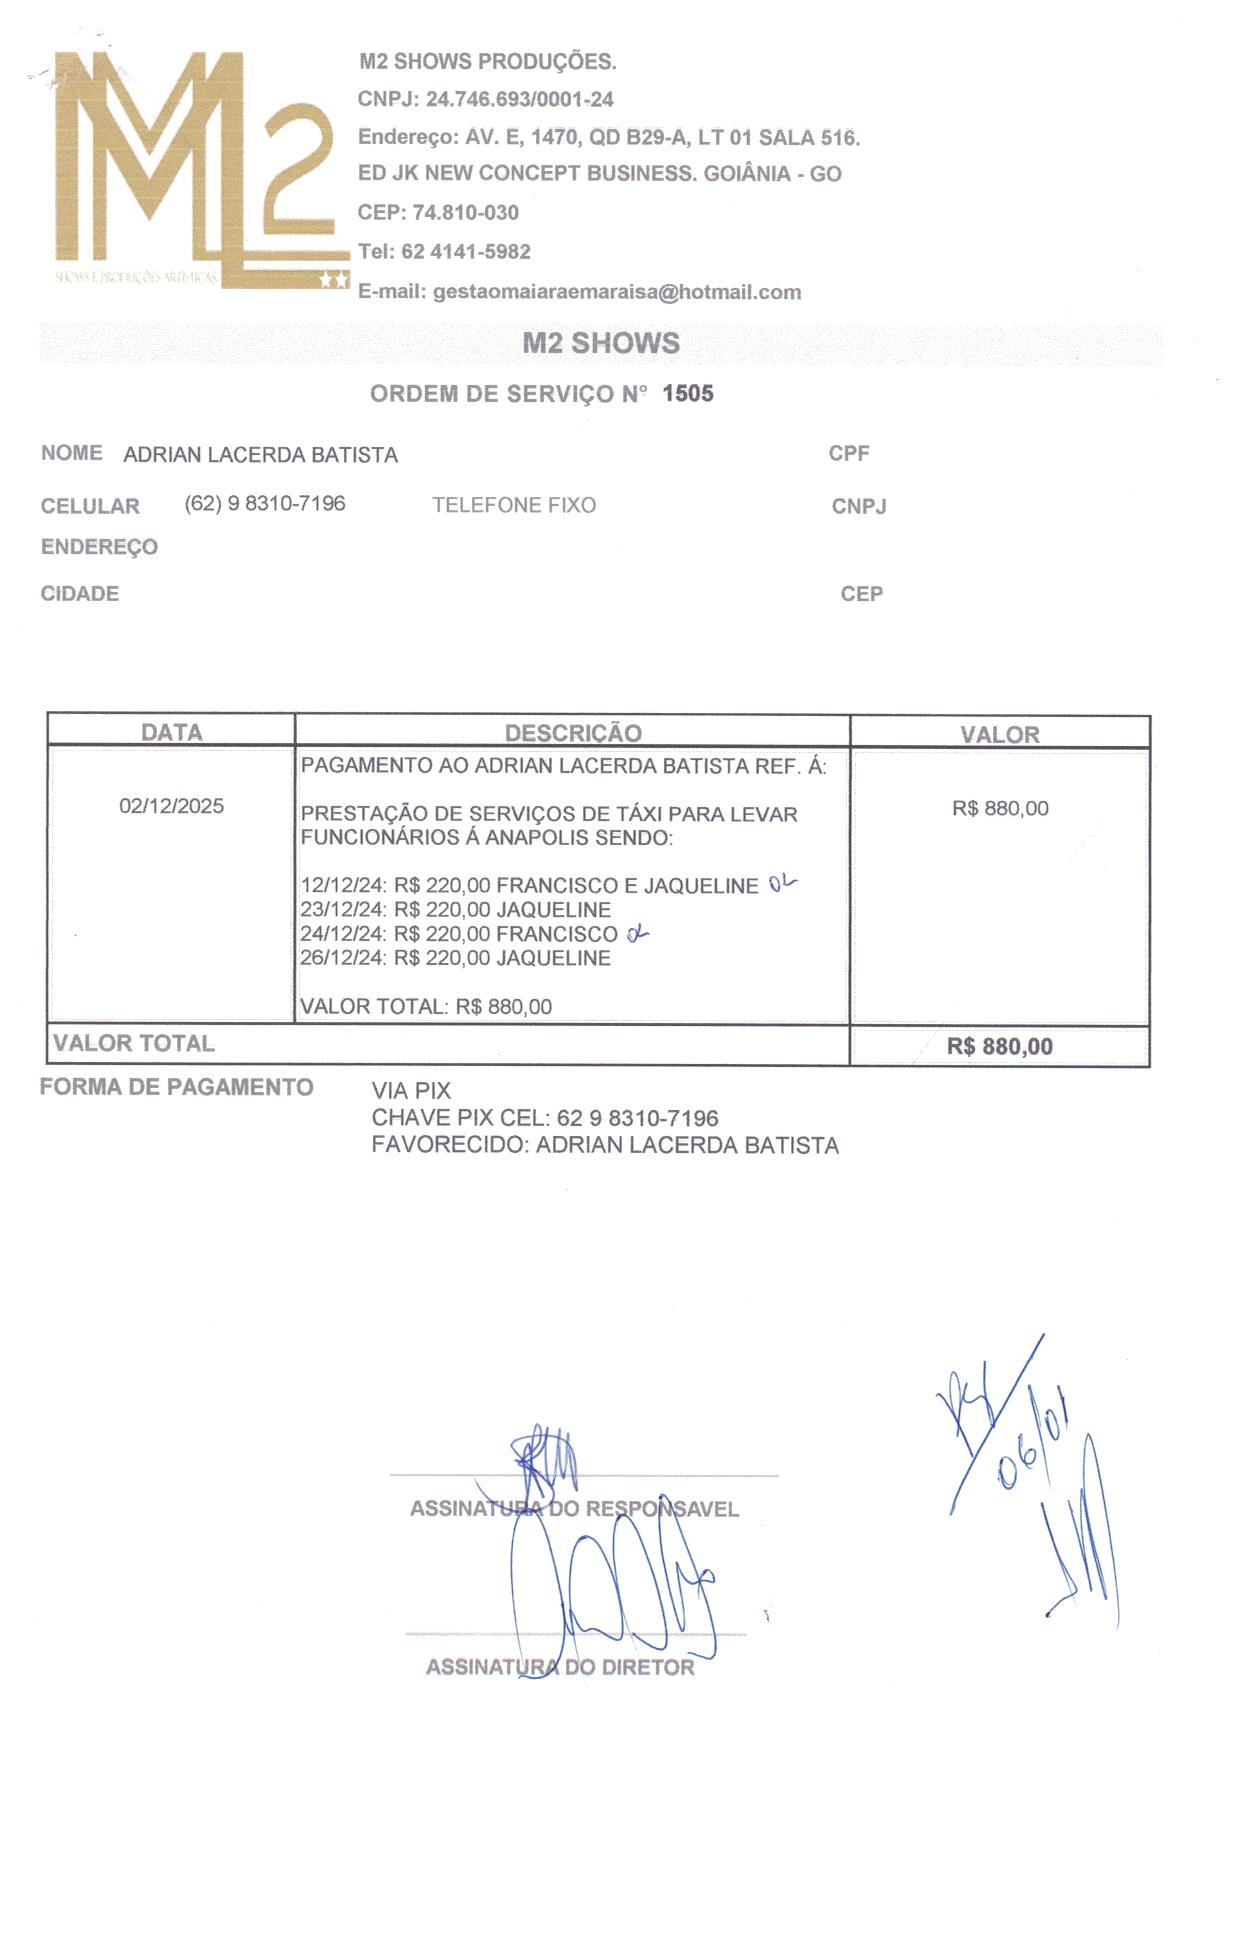 M2
SHOWS E PRODUÇÕES ARTÍSTICAS
M2 SHOWS PRODUÇÕES.
CNPJ: 24.746.693/0001-24
Endereço: AV. E, 1470, QD B29-A, LT 01 SALA 516.
ED JK NEW CONCEPT BUSINESS. GOIÂNIA - GO
CEP: 74.810-030
Tel: 62 4141-5982
E-mail: gestaomaiaraemaraisa@hotmail.com
M2 SHOWS
ORDEM DE SERVIÇO N° 1505
NOME ADRIAN LACERDA BATISTA CPF
CELULAR (62) 9 8310-7196 TELEFONE FIXO CNPJ
ENDEREÇO
CIDADE CEP
DATA DESCRIÇÃO VALOR
PAGAMENTO AO ADRIAN LACERDA BATISTA REF. Á:
02/12/2025 R$ 880,00
PRESTAÇÃO DE SERVIÇOS DE TÁXI PARA LEVAR
FUNCIONÁRIOS Á ANAPOLIS SENDO:
12/12/24: R$ 220,00 FRANCISCO E JAQUELINE
23/12/24: R$ 220,00 JAQUELINE
24/12/24: R$ 220,00 FRANCISCO
26/12/24: R$ 220,00 JAQUELINE
VALOR TOTAL: R$ 880,00
VALOR TOTAL R$ 880,00
FORMA DE PAGAMENTO VIA PIX
CHAVE PIX CEL: 62 9 8310-7196
FAVORECIDO: ADRIAN LACERDA BATISTA
06/01
ASSINATURA DO RESPONSAVEL
ASSINATURA DO DIRETOR